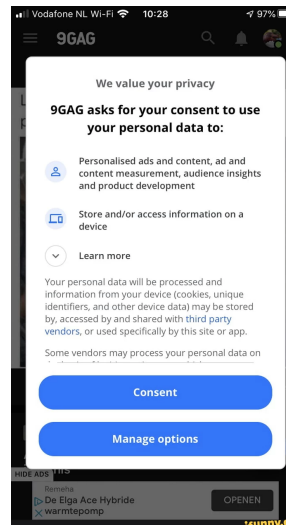 Vodafone NL Wi-Fi 10:28 97%
9GAG
We value your privacy
9GAG asks for your consent to use
your personal data to:
Personalised ads and content, ad and
content measurement, audience insights
and product development
Store and/or access information on a
device
Learn more
Your personal data will be processed and
information from your device (cookies, unique
identifiers, and other device data) may be stored
by, accessed by and shared with third party
vendors, or used specifically by this site or app.
Some vendors may process your personal data on
Consent
Manage options
HIDE ADS
Remeha
De Elga Ace Hybride
warmtepomp
OPENEN